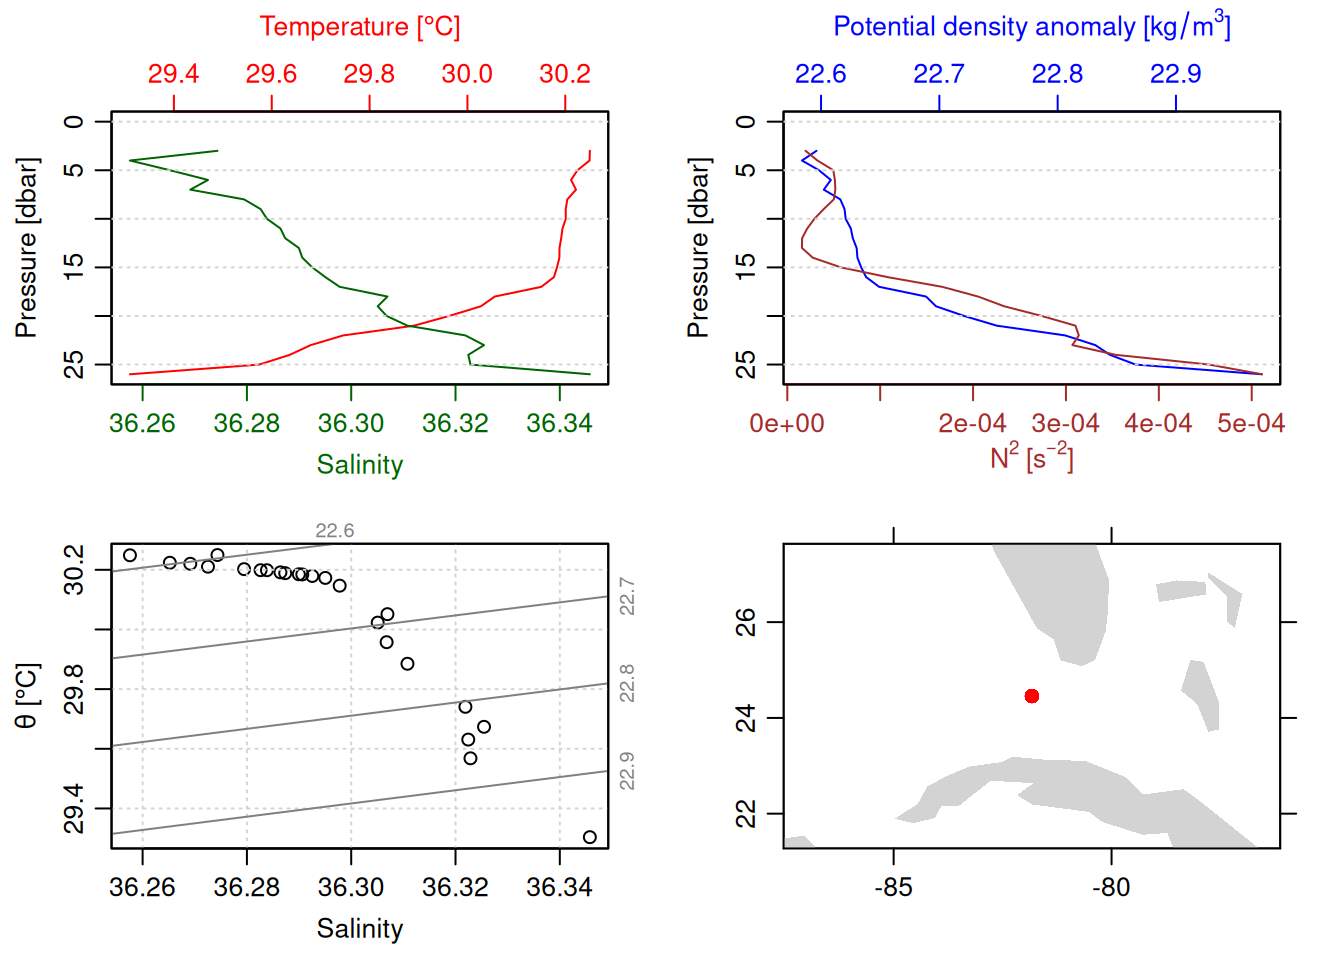 Temperature [°C]
29.4 29.6 29.8 30.0 30.2
0
5
15
25
Pressure [dbar]
36.26 36.28 36.30 36.32 36.34
Salinity
Potential density anomaly [kg/m³]
22.6 22.7 22.8 22.9
0
5
15
25
Pressure [dbar]
0e+00 2e-04 3e-04 4e-04 5e-04
N² [s⁻²]
22.6
22.7
22.8
22.9
30.2
29.8
29.4
θ [°C]
36.26 36.28 36.30 36.32 36.34
Salinity
26
24
22
-85 -80